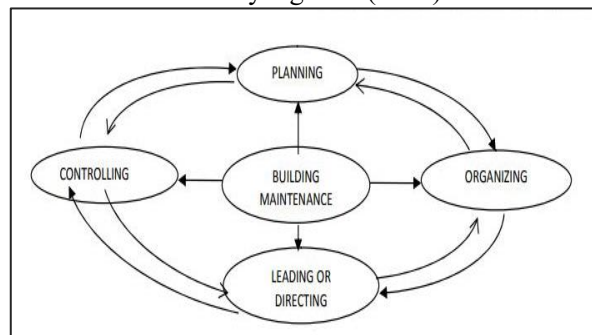 PLANNING
CONTROLLING
BUILDING
MAINTENANCE
ORGANIZING
LEADING OR
DIRECTING